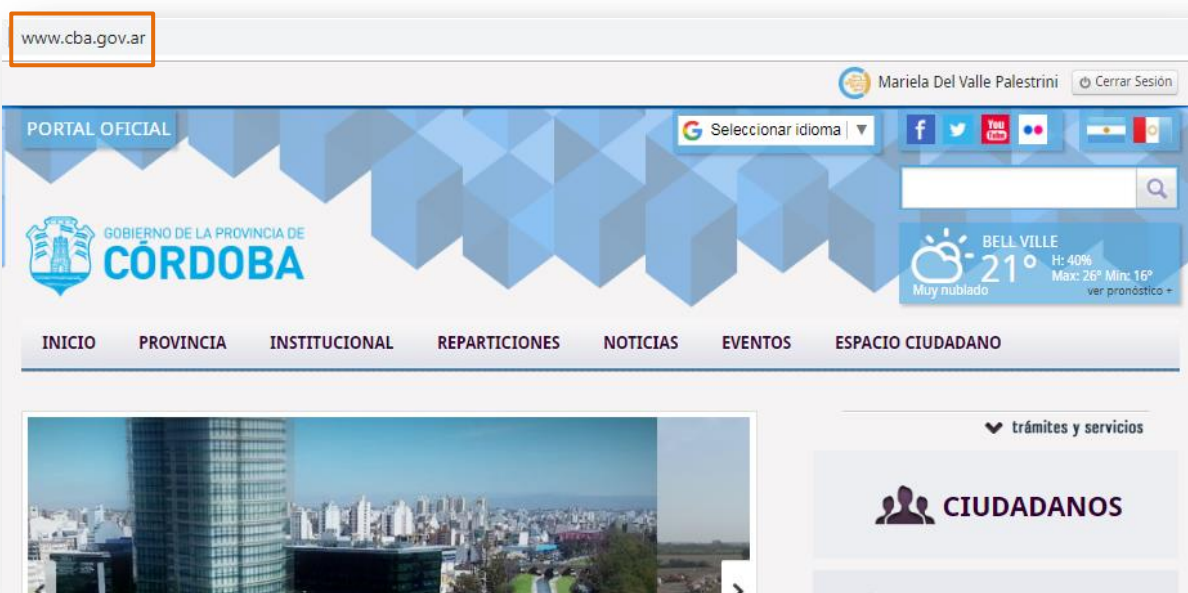 www.cba.gov.ar
Mariela Del Valle Palestrini Cerrar Sesión
PORTAL OFICIAL
Seleccionar idioma
f
You
Tube
GOBIERNO DE LA PROVINCIA DE
CÓRDOBA
BELL VILLE
21° H: 40%
Max: 26° Min: 16°
Muy nublado ver pronóstico +
INICIO PROVINCIA INSTITUCIONAL REPARTICIONES NOTICIAS EVENTOS ESPACIO CIUDADANO
trámites y servicios
CIUDADANOS